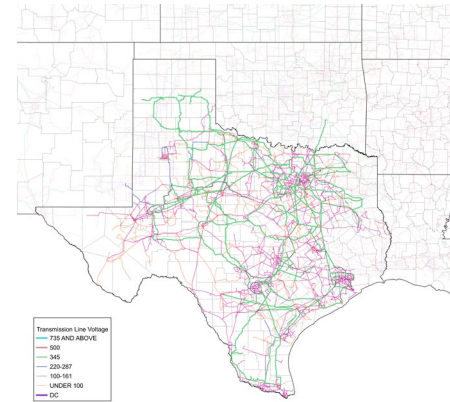 Transmission Line Voltage
735 AND ABOVE
500
345
220-287
100-161
UNDER 100
DC